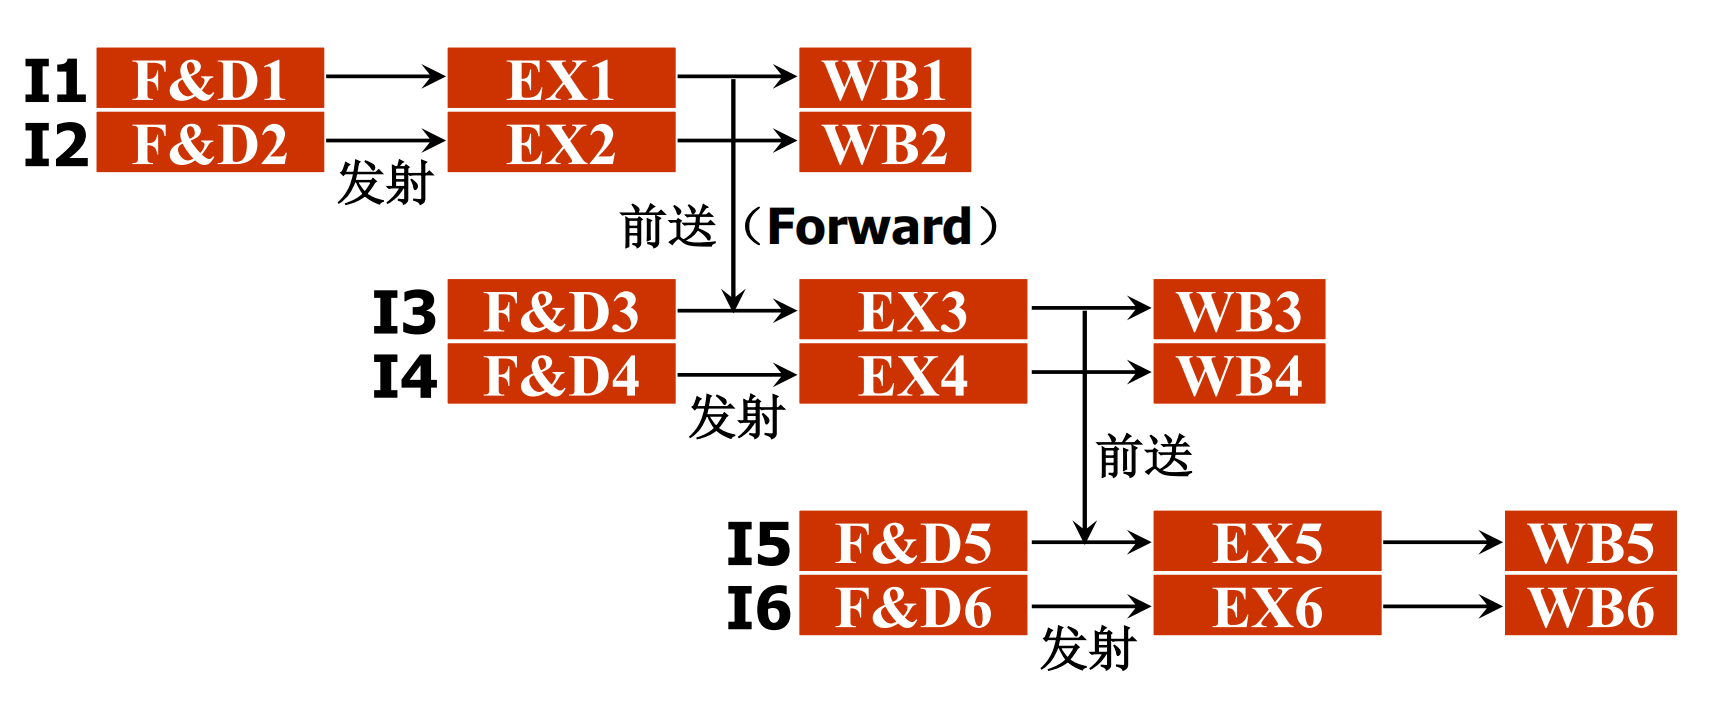 I1 F&D1 EX1 WB1
I2 F&D2 EX2 WB2
发射
前送（Forward）
I3 F&D3 EX3 WB3
I4 F&D4 EX4 WB4
发射
前送
I5 F&D5 EX5 WB5
I6 F&D6 EX6 WB6
发射